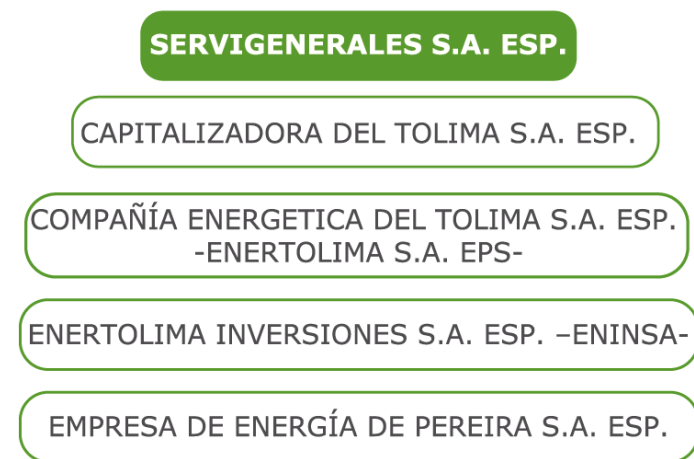 SERVIGENERALES S.A. ESP.
CAPITALIZADORA DEL TOLIMA S.A. ESP.
COMPAÑÍA ENERGETICA DEL TOLIMA S.A. ESP.
-ENERTOLIMA S.A. EPS-
ENERTOLIMA INVERSIONES S.A. ESP. –ENINSA-
EMPRESA DE ENERGÍA DE PEREIRA S.A. ESP.